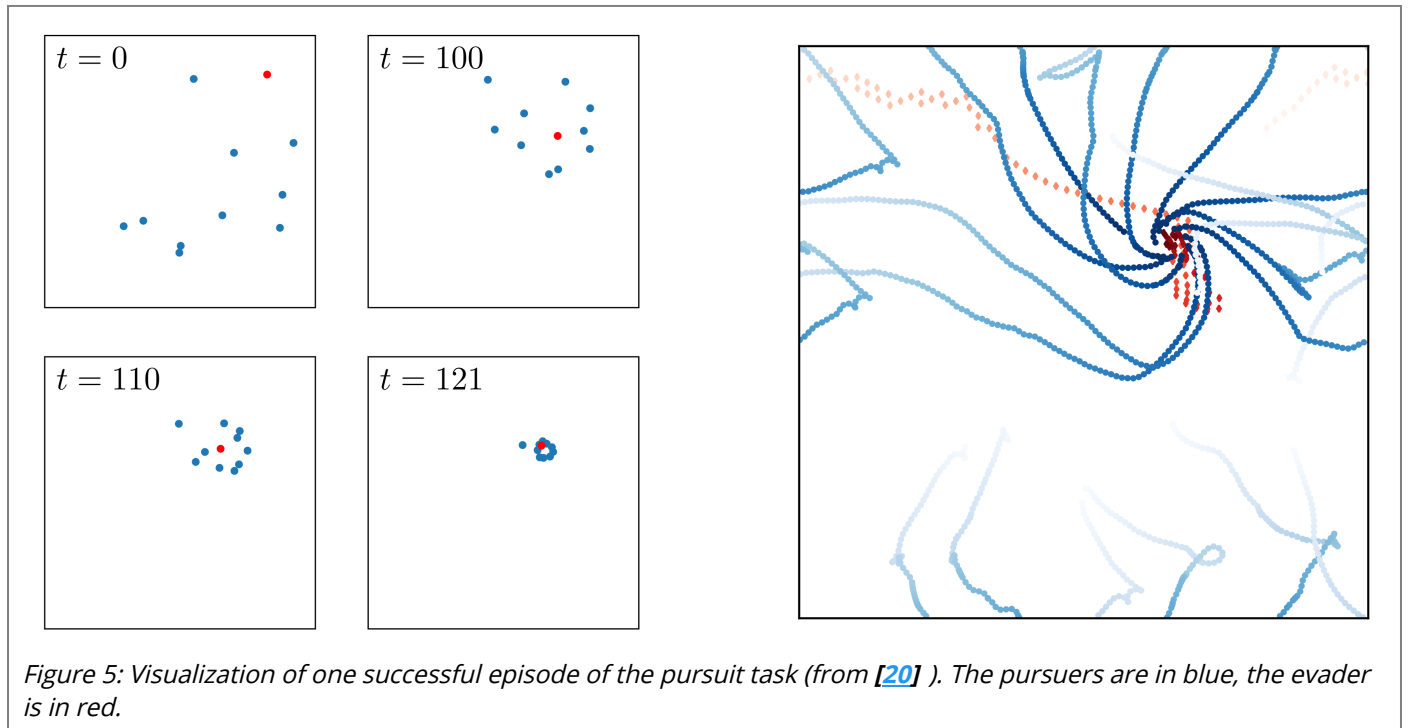 t = 0
t = 100
t = 110
t = 121
Figure 5: Visualization of one successful episode of the pursuit task (from [20] ). The pursuers are in blue, the evader
is in red.